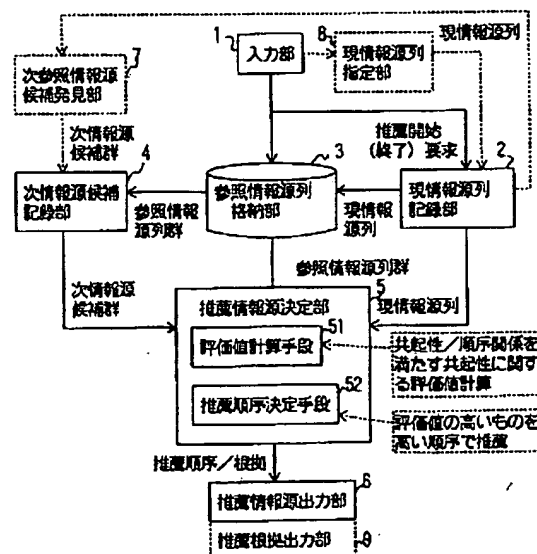 現情報源列
7
次参照情報源
候補発見部
1
入力部
8
現情報源列
指定部
次情報源
候補群
4
推薦開始
(終了)要求
3
2
次情報源候補
記録部
参照情報
源列群
参照情報源列
格納部
現情報
源列
現情報源列
記録部
参照情報源列群
次情報源
候補群
5
推薦情報源決定部
現情報源列
51
評価値計算手段
共起性/順序関係を
満たす共起性に関す
る評価値計算
52
推薦順序決定手段
評価値の高いものを
高い順序で推薦
推薦順序/根拠
6
推薦情報源出力部
推薦根拠出力部
9